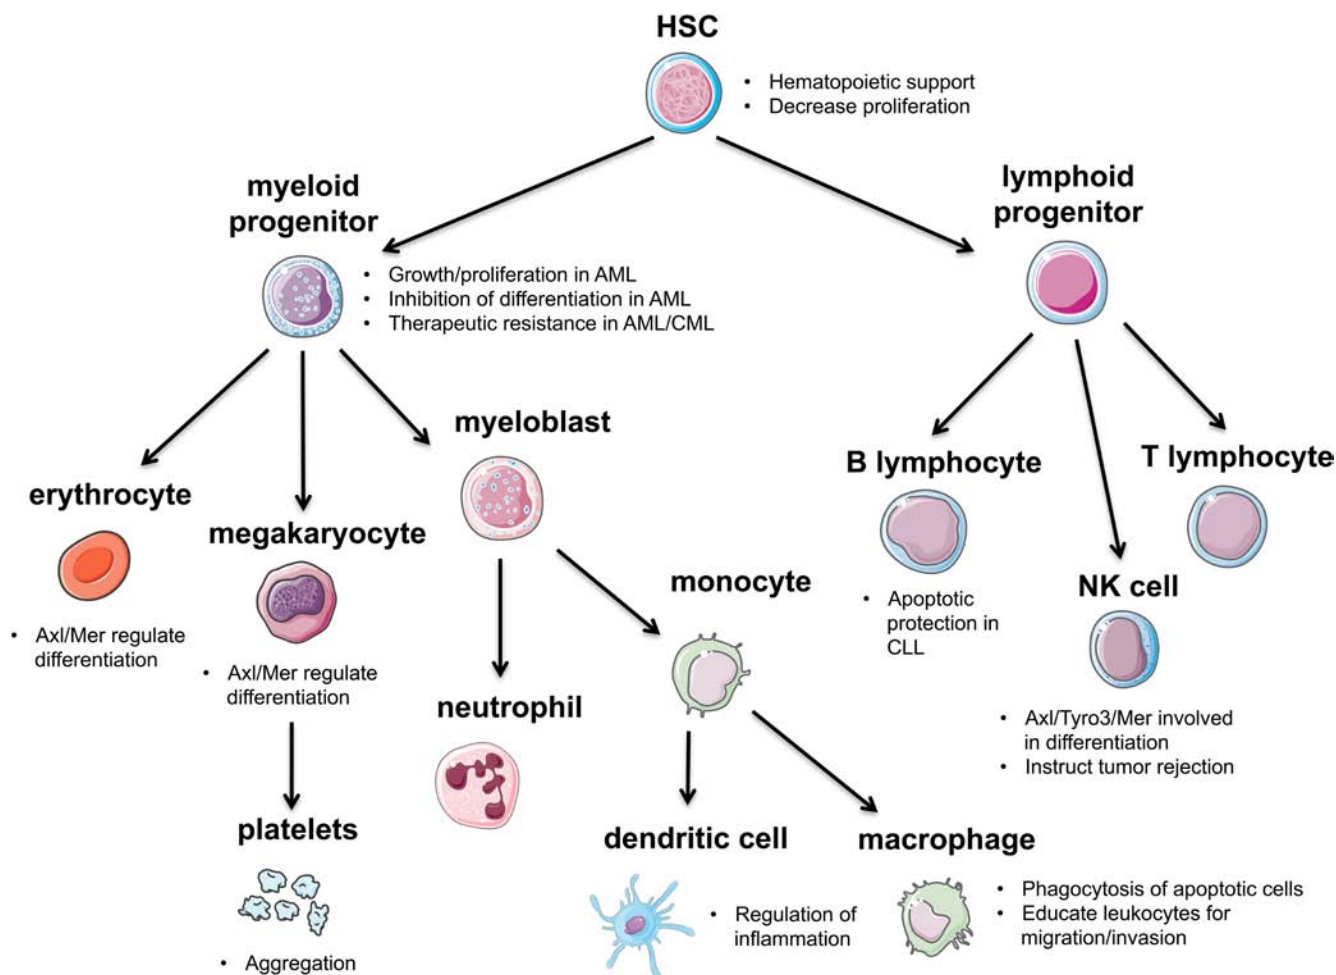 HSC
• Hematopoietic support
• Decrease proliferation
myeloid
progenitor
• Growth/proliferation in AML
• Inhibition of differentiation in AML
• Therapeutic resistance in AML/CML
lymphoid
progenitor
erythrocyte
• Axl/Mer regulate
differentiation
megakaryocyte
• Axl/Mer regulate
differentiation
platelets
• Aggregation
myeloblast
neutrophil
monocyte
dendritic cell
• Regulation of
inflammation
macrophage
• Phagocytosis of apoptotic cells
• Educate leukocytes for
migration/invasion
B lymphocyte
• Apoptotic
protection in
CLL
NK cell
• Axl/Tyro3/Mer involved
in differentiation
• Instruct tumor rejection
T lymphocyte